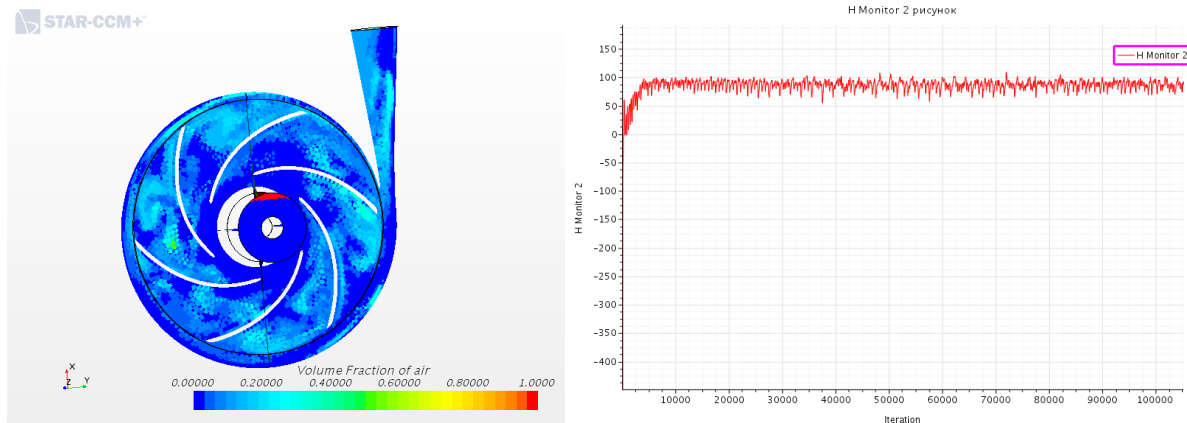 STAR-CCM+
X
Z
Y
Volume Fraction of air
0.00000 0.20000 0.40000 0.60000 0.80000 1.0000
H Monitor 2 рисунок
H Monitor 2
150
100
50
0
-50
-100
-150
-200
-250
-300
-350
-400
H Monitor 2
10000 20000 30000 40000 50000 60000 70000 80000 90000 100000
Iteration